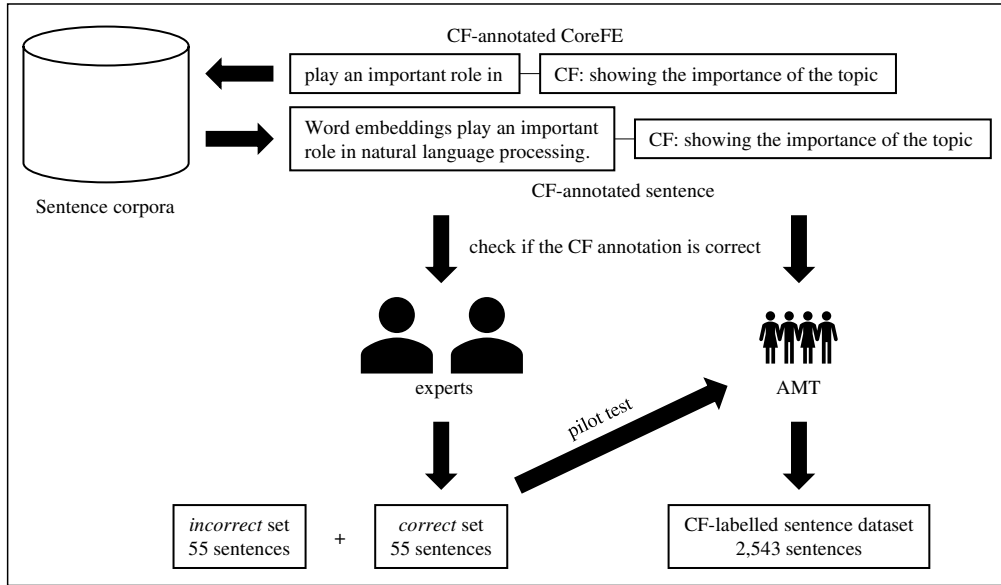 CF-annotated CoreFE
play an important role in
CF: showing the importance of the topic
Word embeddings play an important
role in natural language processing.
CF: showing the importance of the topic
Sentence corpora
CF-annotated sentence
check if the CF annotation is correct
experts
AMT
pilot test
incorrect set
55 sentences
+
correct set
55 sentences
CF-labelled sentence dataset
2,543 sentences